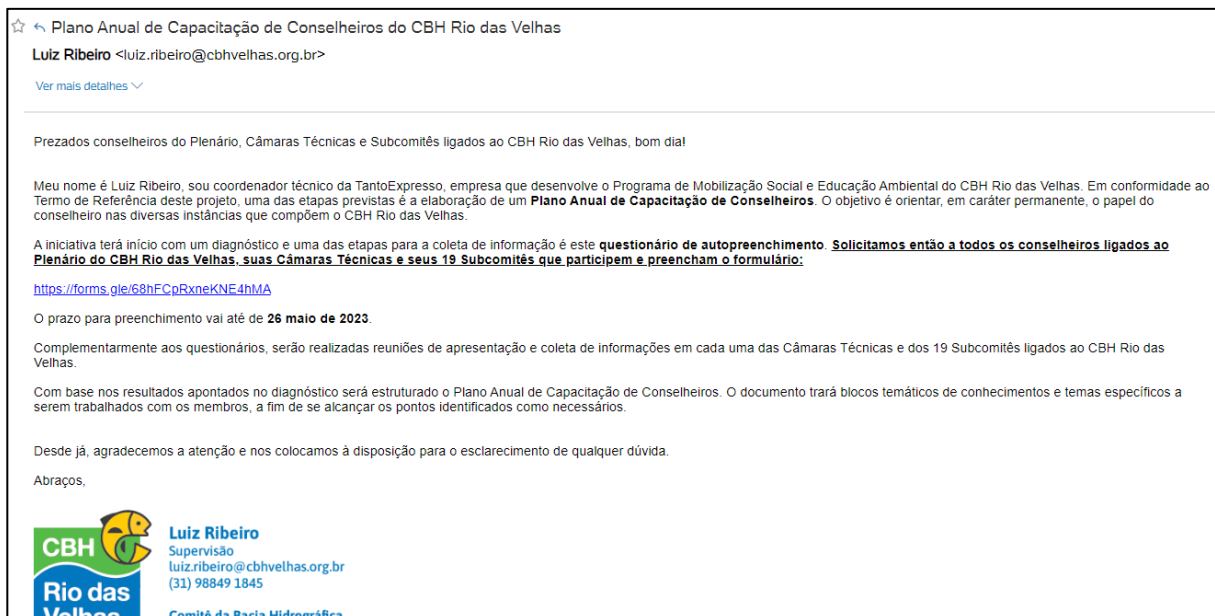 Plano Anual de Capacitação de Conselheiros do CBH Rio das Velhas
Luiz Ribeiro <luiz.ribeiro@cbhvelhas.org.br>
Ver mais detalhes
Prezados conselheiros do Plenário, Câmaras Técnicas e Subcomitês ligados ao CBH Rio das Velhas, bom dia!
Meu nome é Luiz Ribeiro, sou coordenador técnico da TantoExpresso, empresa que desenvolve o Programa de Mobilização Social e Educação Ambiental do CBH Rio das Velhas. Em conformidade ao
Termo de Referência deste projeto, uma das etapas previstas é a elaboração de um Plano Anual de Capacitação de Conselheiros. O objetivo é orientar, em caráter permanente, o papel do
conselheiro nas diversas instâncias que compõem o CBH Rio das Velhas.
A iniciativa terá início com um diagnóstico e uma das etapas para a coleta de informação é este questionário de autopreenchimento. Solicitamos então a todos os conselheiros ligados ao
Plenário do CBH Rio das Velhas, suas Câmaras Técnicas e seus 19 Subcomitês que participem e preencham o formulário:
https://forms.gle/68hFCpRxneKNE4hMA
O prazo para preenchimento vai até de 26 maio de 2023.
Complementarmente aos questionários, serão realizadas reuniões de apresentação e coleta de informações em cada uma das Câmaras Técnicas e dos 19 Subcomitês ligados ao CBH Rio das
Velhas.
Com base nos resultados apontados no diagnóstico será estruturado o Plano Anual de Capacitação de Conselheiros. O documento trará blocos temáticos de conhecimentos e temas específicos a
serem trabalhados com os membros, a fim de se alcançar os pontos identificados como necessários.
Desde já, agradecemos a atenção e nos colocamos à disposição para o esclarecimento de qualquer dúvida.
Abraços,
CBH
Rio das
Velhas
Luiz Ribeiro
Supervisão
luiz.ribeiro@cbhvelhas.org.br
(31) 98849 1845
Comitê da Bacia Hidrográfica